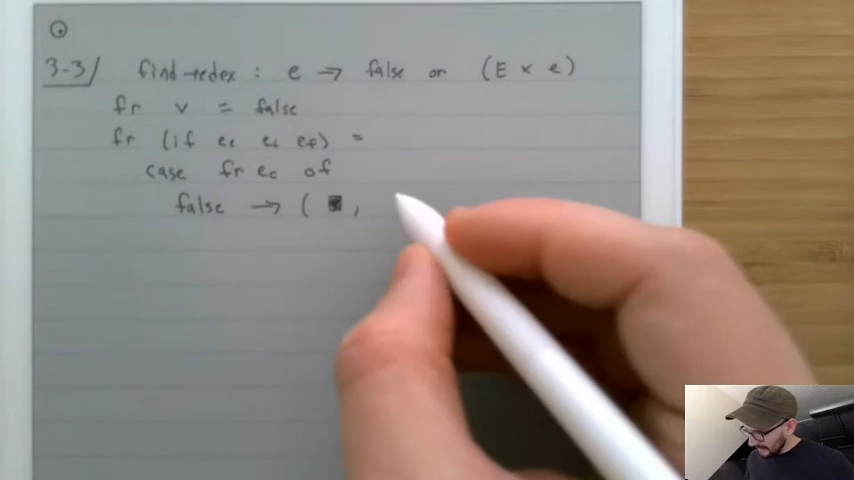 3-3/ find-redex : e → false or (E × e)
fr v = false
fr (if ec et ef) =
case fr ec of
false → ( ■ ,